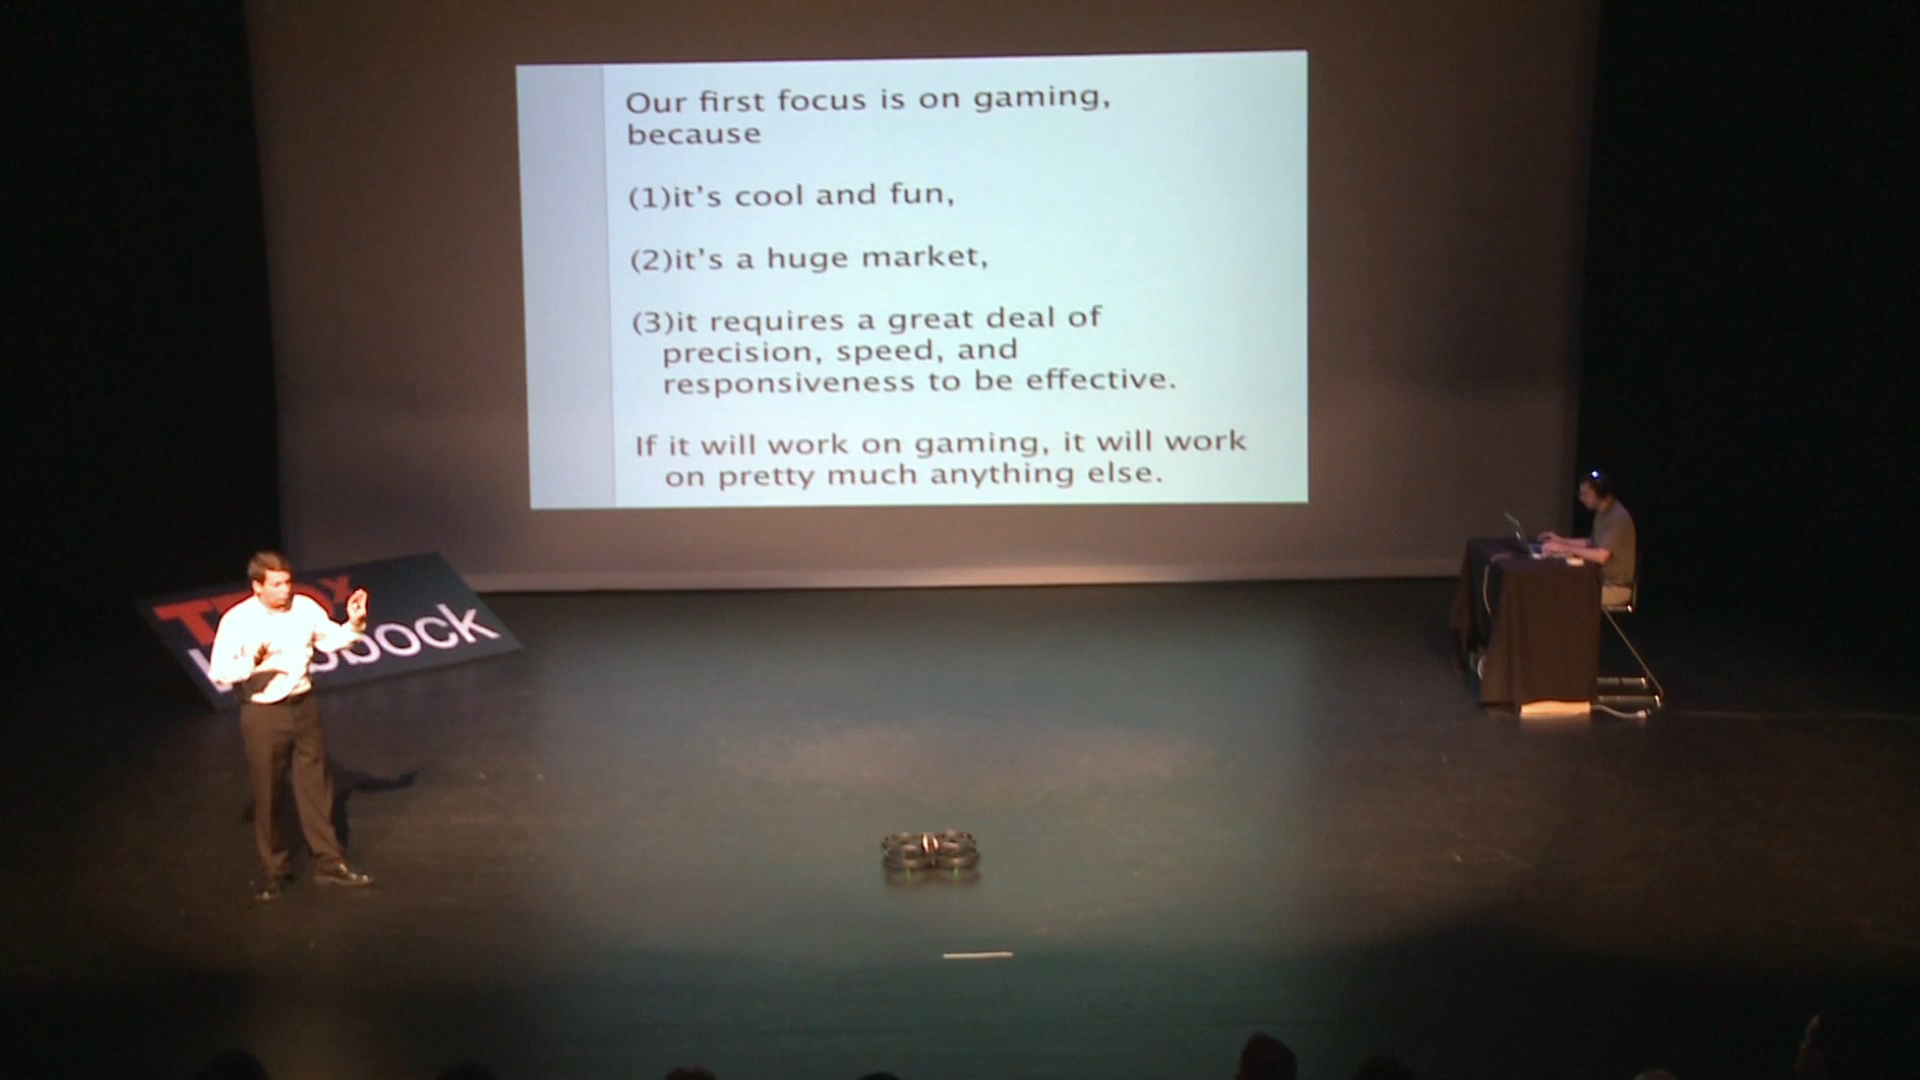 Our first focus is on gaming,
because
(1)it's cool and fun,
(2)it's a huge market,
(3)it requires a great deal of
precision, speed, and
responsiveness to be effective.
If it will work on gaming, it will work
on pretty much anything else.